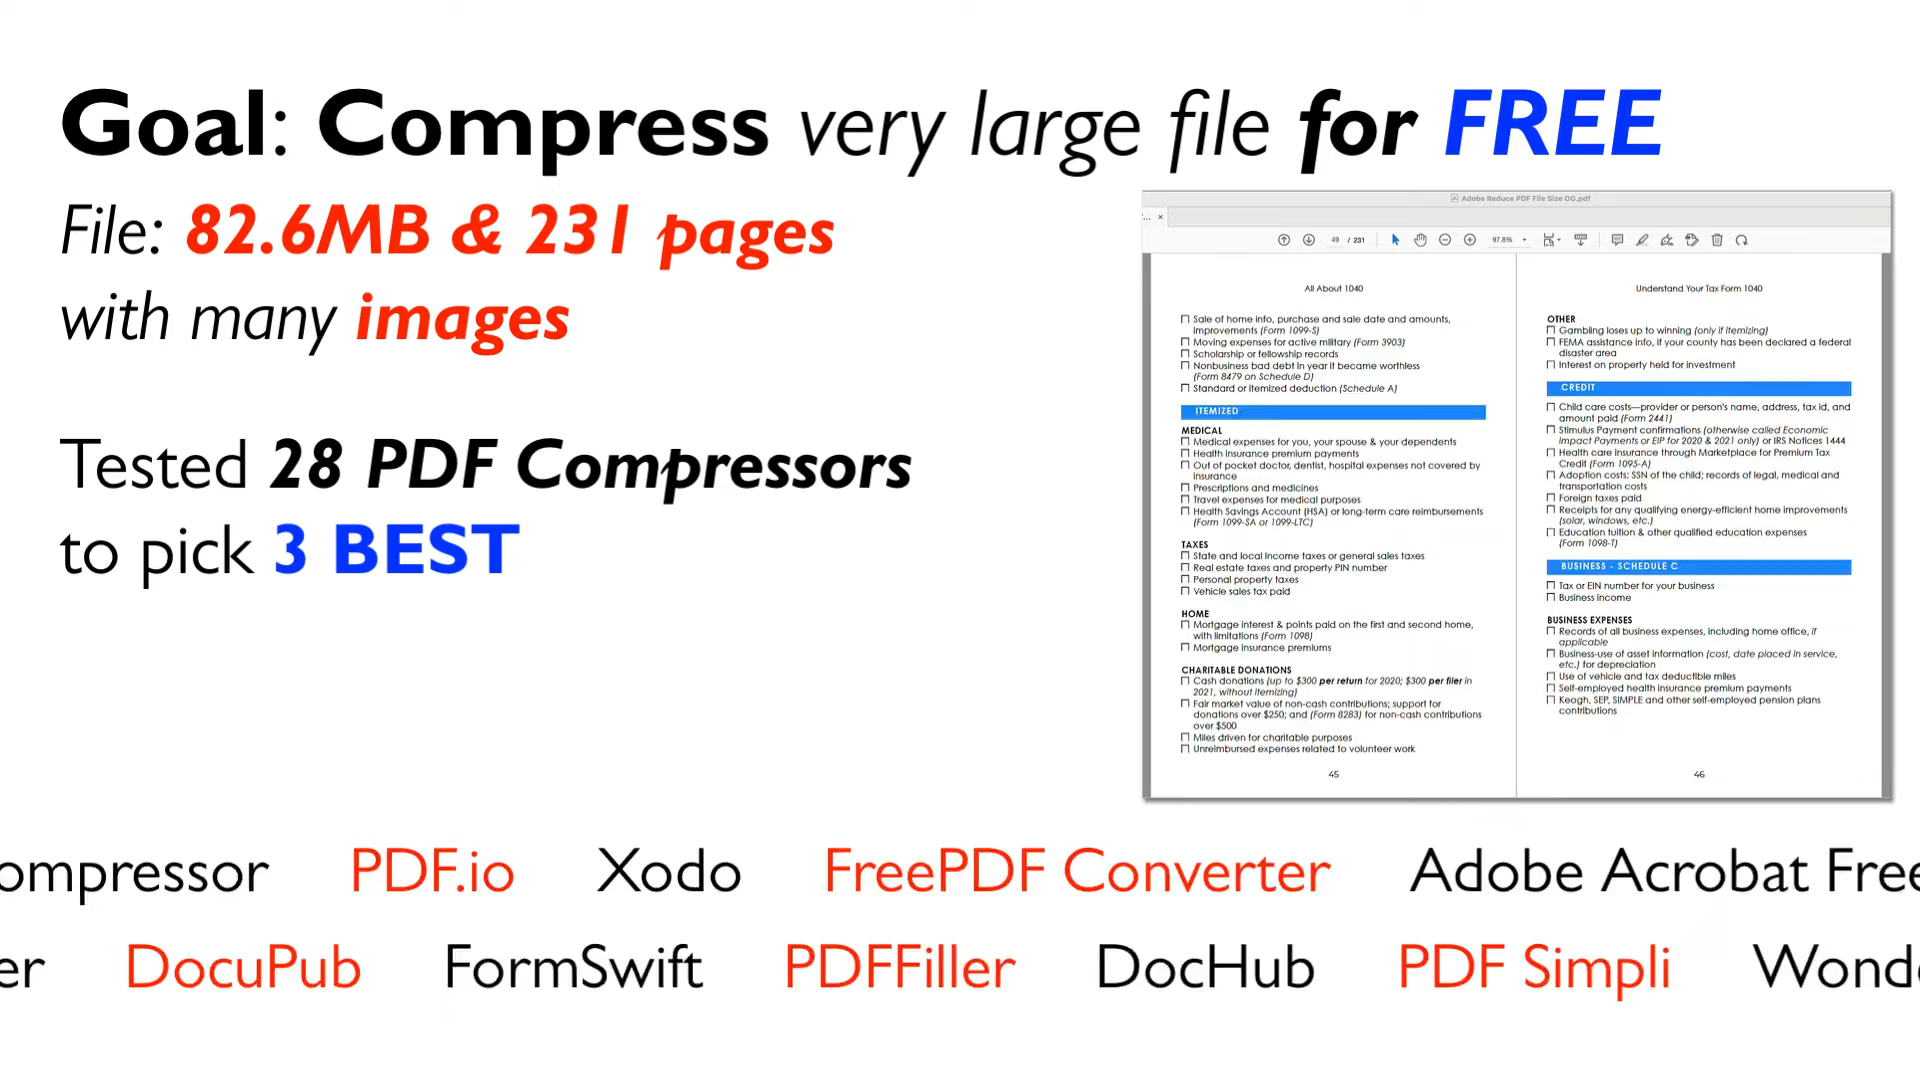 Goal: Compress very large file for FREE
File: 82.6MB & 231 pages
with many images
Tested 28 PDF Compressors
to pick 3 BEST
Adobe Reduce PDF File Size OG.pdf
49 / 231
97.8%
All About 1040
Sale of home info, purchase and sale date and amounts,
improvements (Form 1099-S)
Moving expenses for active military (Form 3903)
Scholarship or fellowship records
Nonbusiness bad debt in year it became worthless
(Form 8479 on Schedule D)
Standard or itemized deduction (Schedule A)
ITEMIZED
MEDICAL
Medical expenses for you, your spouse & your dependents
Health insurance premium payments
Out of pocket doctor, dentist, hospital expenses not covered by
insurance
Prescriptions and medicines
Travel expenses for medical purposes
Health Savings Account (HSA) or long-term care reimbursements
(Form 1099-SA or 1099-LTC)
TAXES
State and local income taxes or general sales taxes
Real estate taxes and property PIN number
Personal property taxes
Vehicle sales tax paid
HOME
Mortgage interest & points paid on the first and second home,
with limitations (Form 1098)
Mortgage insurance premiums
CHARITABLE DONATIONS
Cash donations (up to $300 per return for 2020; $300 per filer in
2021, without itemizing)
Fair market value of non-cash contributions; support for
donations over $250; and (Form 8283) for non-cash contributions
over $500
Miles driven for charitable purposes
Unreimbursed expenses related to volunteer work
45
Understand Your Tax Form 1040
OTHER
Gambling loses up to winning (only if itemizing)
FEMA assistance info, if your county has been declared a federal
disaster area
Interest on property held for investment
CREDIT
Child care costs—provider or person's name, address, tax id, and
amount paid (Form 2441)
Stimulus Payment confirmations (otherwise called Economic
Impact Payments or EIP for 2020 & 2021 only) or IRS Notices 1444
Health care insurance through Marketplace for Premium Tax
Credit (Form 1095-A)
Adoption costs: SSN of the child; records of legal, medical and
transportation costs
Foreign taxes paid
Receipts for any qualifying energy-efficient home improvements
(solar, windows, etc.)
Education tuition & other qualified education expenses
(Form 1098-T)
BUSINESS - SCHEDULE C
Tax or EIN number for your business
Business income
BUSINESS EXPENSES
Records of all business expenses, including home office, if
applicable
Business-use of asset information (cost, date placed in service,
etc.) for depreciation
Use of vehicle and tax deductible miles
Self-employed health insurance premium payments
Keogh, SEP, SIMPLE and other self-employed pension plans
contributions
46
ompressor PDF.io Xodo FreePDF Converter Adobe Acrobat Free
er DocuPub FormSwift PDFFiller DocHub PDF Simpli Wond